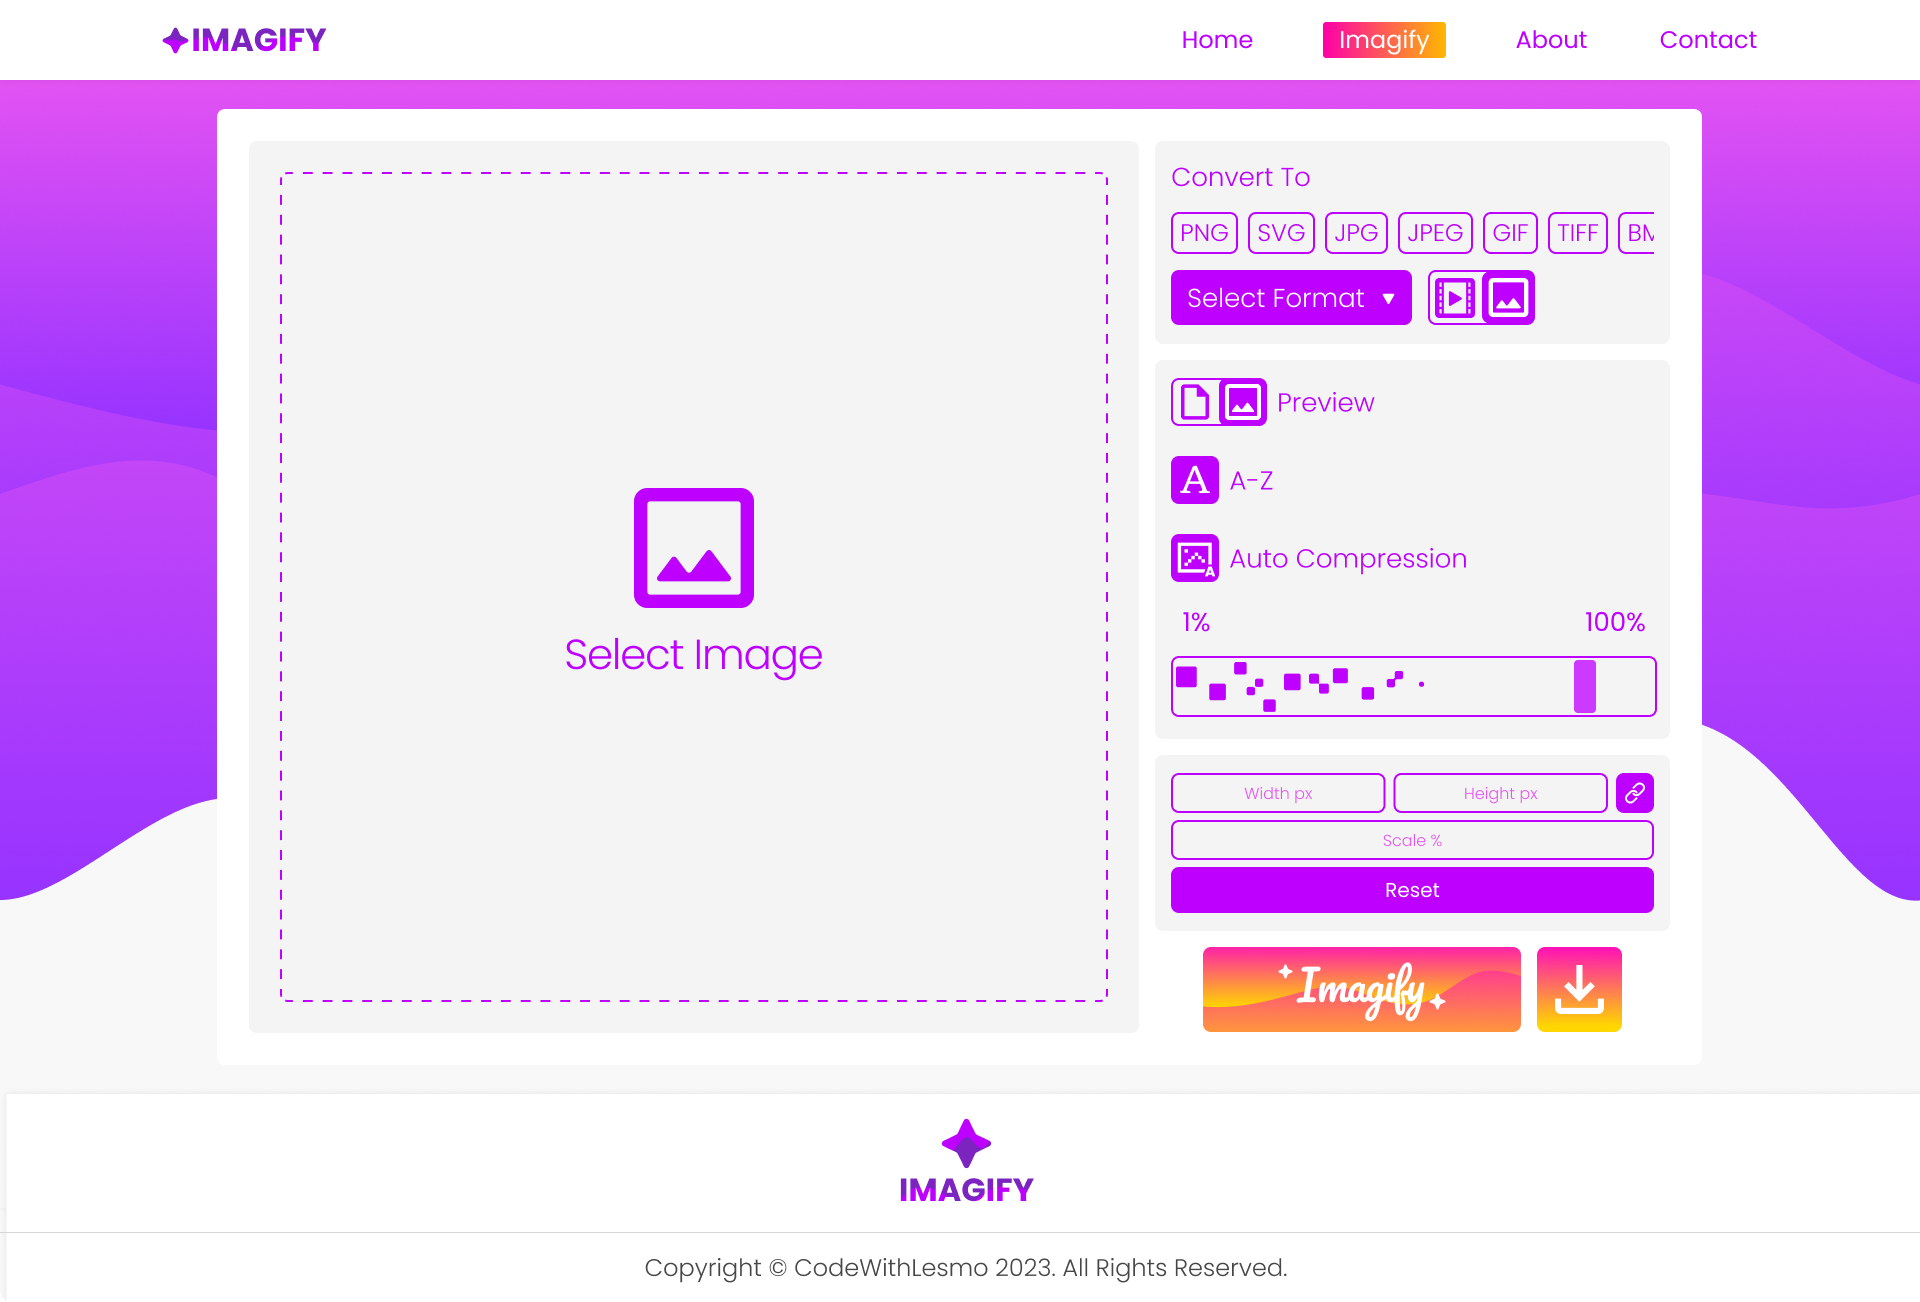 IMAGIFY
Home Imagify About Contact
Select Image
Convert To
PNG SVG JPG JPEG GIF TIFF BM
Select Format
Preview
A A-Z
A Auto Compression
1% 100%
Width px Height px
Scale %
Reset
Imagify
IMAGIFY
Copyright © CodeWithLesmo 2023. All Rights Reserved.